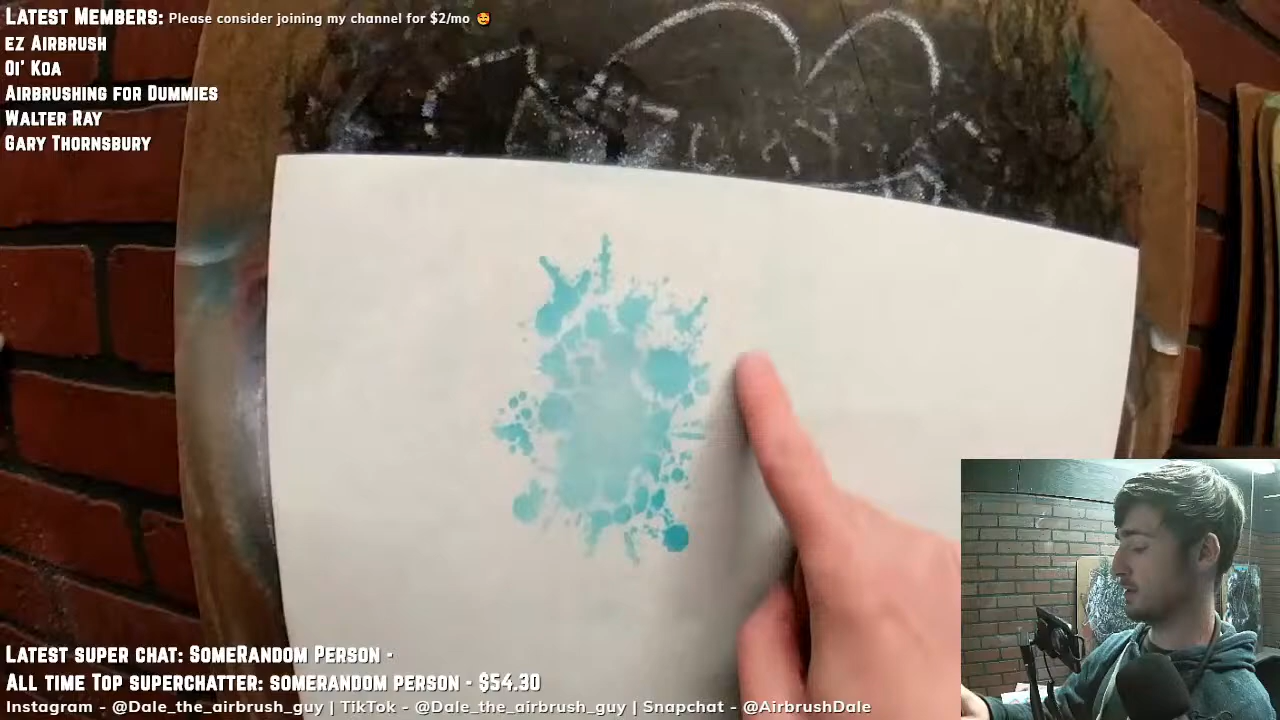 LATEST MEMBERS: Please consider joining my channel for $2/mo 🥰
EZ AIRBRUSH
OI' KOA
AIRBRUSHING FOR DUMMIES
WALTER RAY
GARY THORNSBURY
LATEST SUPER CHAT: SOMERANDOM PERSON -
ALL TIME TOP SUPERCHATTER: SOMERANDOM PERSON - $54.30
Instagram - @Dale_the_airbrush_guy | TikTok - @Dale_the_airbrush_guy | Snapchat - @AirbrushDale